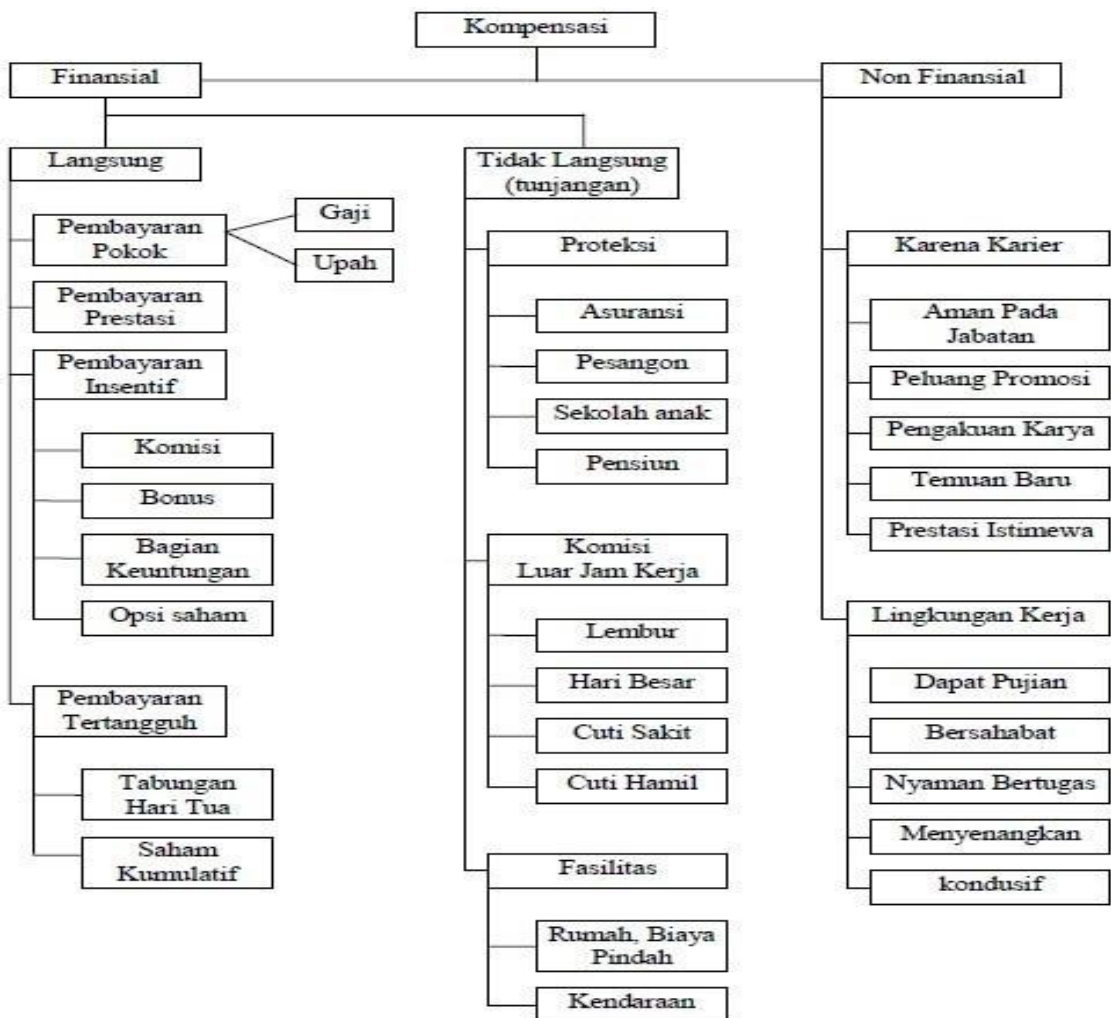 Kompensasi
Finansial
Non Finansial
Langsung
Tidak Langsung
(tunjangan)
Pembayaran
Pokok
Gaji
Upah
Pembayaran
Prestasi
Pembayaran
Insentif
Komisi
Bonus
Bagian
Keuntungan
Opsi saham
Pembayaran
Tertangguh
Tabungan
Hari Tua
Saham
Kumulatif
Proteksi
Asuransi
Pesangon
Sekolah anak
Pensiun
Komisi
Luar Jam Kerja
Lembur
Hari Besar
Cuti Sakit
Cuti Hamil
Fasilitas
Rumah, Biaya
Pindah
Kendaraan
Karena Karier
Aman Pada
Jabatan
Peluang Promosi
Pengakuan Karya
Temuan Baru
Prestasi Istimewa
Lingkungan Kerja
Dapat Pujian
Bersahabat
Nyaman Bertugas
Menyenangkan
kondusif